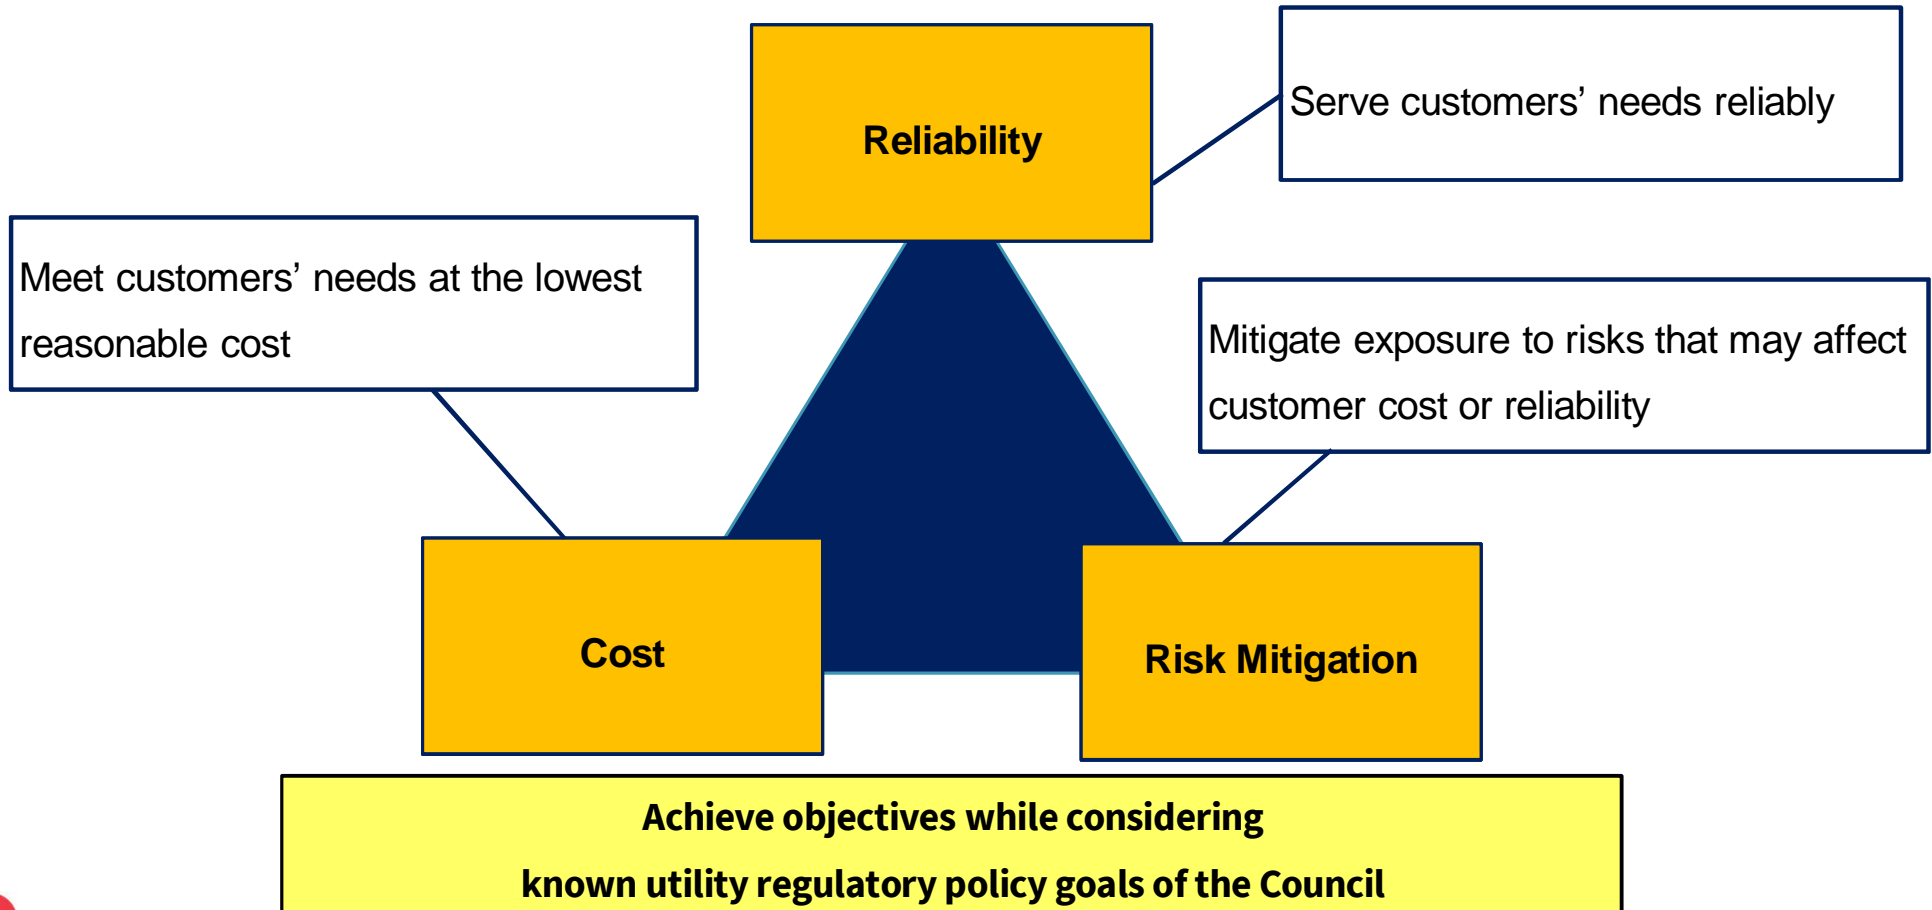 Reliability
Serve customers’ needs reliably
Meet customers’ needs at the lowest
reasonable cost
Mitigate exposure to risks that may affect
customer cost or reliability
Cost
Risk Mitigation
Achieve objectives while considering
known utility regulatory policy goals of the Council